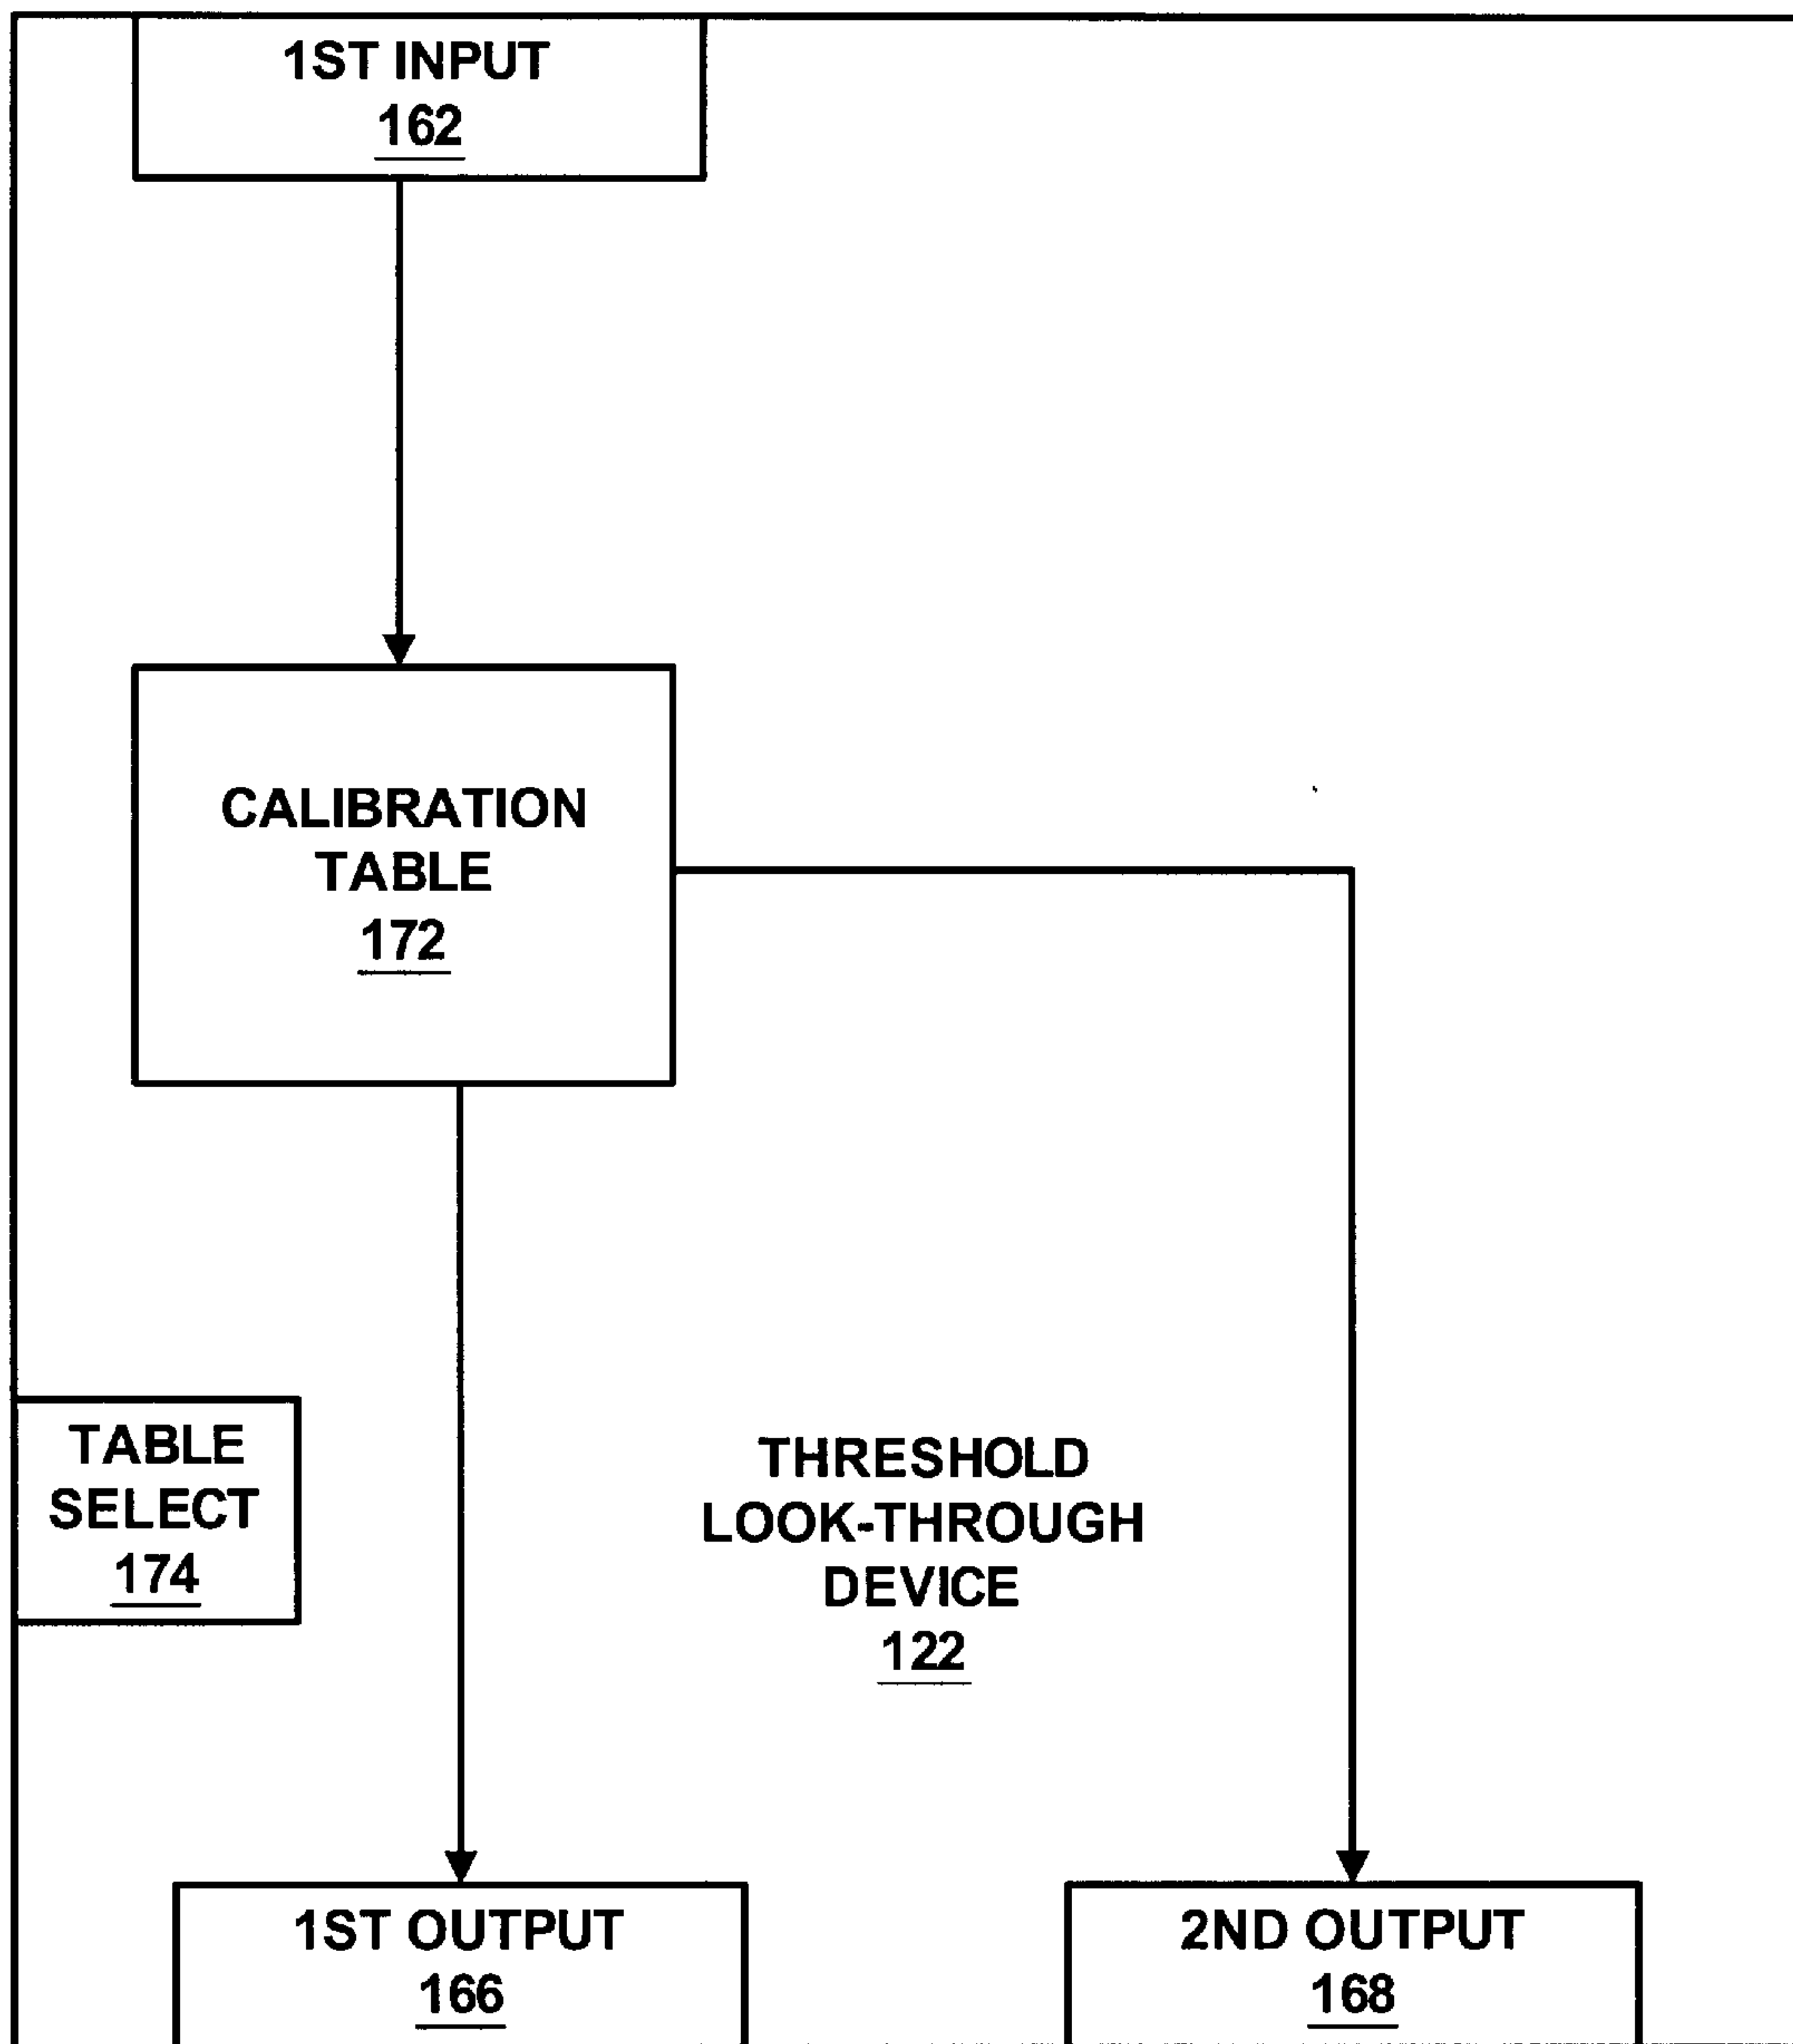 1ST INPUT
162
CALIBRATION
TABLE
172
TABLE
SELECT
174
THRESHOLD
LOOK-THROUGH
DEVICE
122
1ST OUTPUT
166
2ND OUTPUT
168